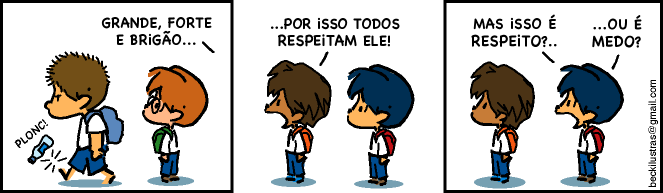 GRANDE, FORTE
E BRIGÃO...
PLONC!
...POR ISSO TODOS
RESPEITAM ELE!
MAS ISSO É
RESPEITO?..
...OU É
MEDO?
beckilustras@gmail.com